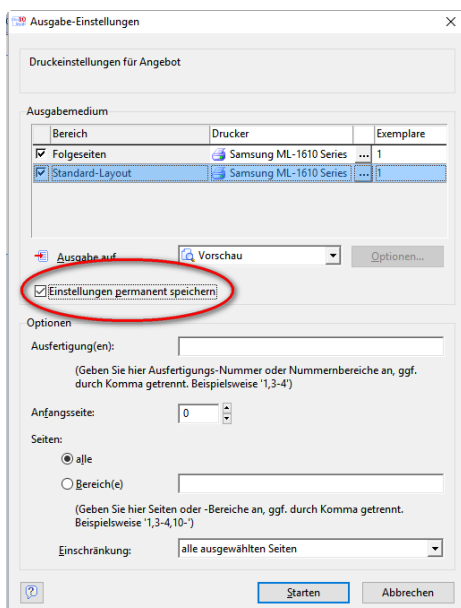 Ausgabe-Einstellungen
Druckeinstellungen für Angebot
Ausgabemedium
Bereich Drucker Exemplare
Folgeseiten Samsung ML-1610 Series ... 1
Standard-Layout Samsung ML-1610 Series ... 1
Ausgabe auf Vorschau Optionen...
Einstellungen permanent speichern
Optionen
Ausfertigung(en):
(Geben Sie hier Ausfertigungs-Nummer oder Nummernbereiche an, ggf.
durch Komma getrennt. Beispielsweise '1,3-4')
Anfangsseite: 0
Seiten:
alle
Bereich(e)
(Geben Sie hier Seiten oder -Bereiche an, ggf. durch Komma getrennt.
Beispielsweise '1,3-4,10-')
Einschränkung: alle ausgewählten Seiten
Starten Abbrechen